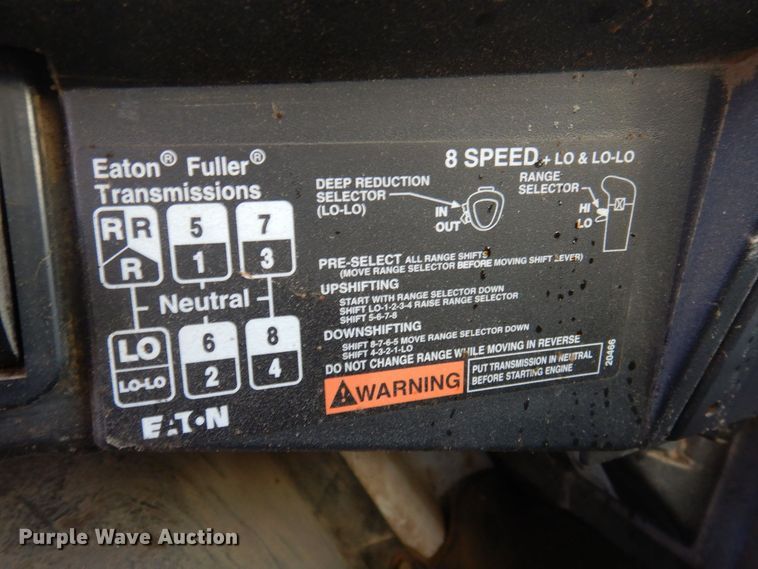 Eaton® Fuller® Transmissions
8 SPEED + LO & LO-LO
DEEP REDUCTION
SELECTOR
(LO-LO)
IN
OUT
RANGE
SELECTOR
HI
LO
R R
R
5
1
7
3
Neutral
LO
LO-LO
6
2
8
4
EATON
PRE-SELECT ALL RANGE SHIFTS
(MOVE RANGE SELECTOR BEFORE MOVING SHIFT LEVER)
UPSHIFTING
START WITH RANGE SELECTOR DOWN
SHIFT LO-1-2-3-4 RAISE RANGE SELECTOR
SHIFT 5-6-7-8
DOWNSHIFTING
SHIFT 8-7-6-5 MOVE RANGE SELECTOR DOWN
SHIFT 4-3-2-1-LO
DO NOT CHANGE RANGE WHILE MOVING IN REVERSE
WARNING
PUT TRANSMISSION IN NEUTRAL
BEFORE STARTING ENGINE
20466
Purple Wave Auction